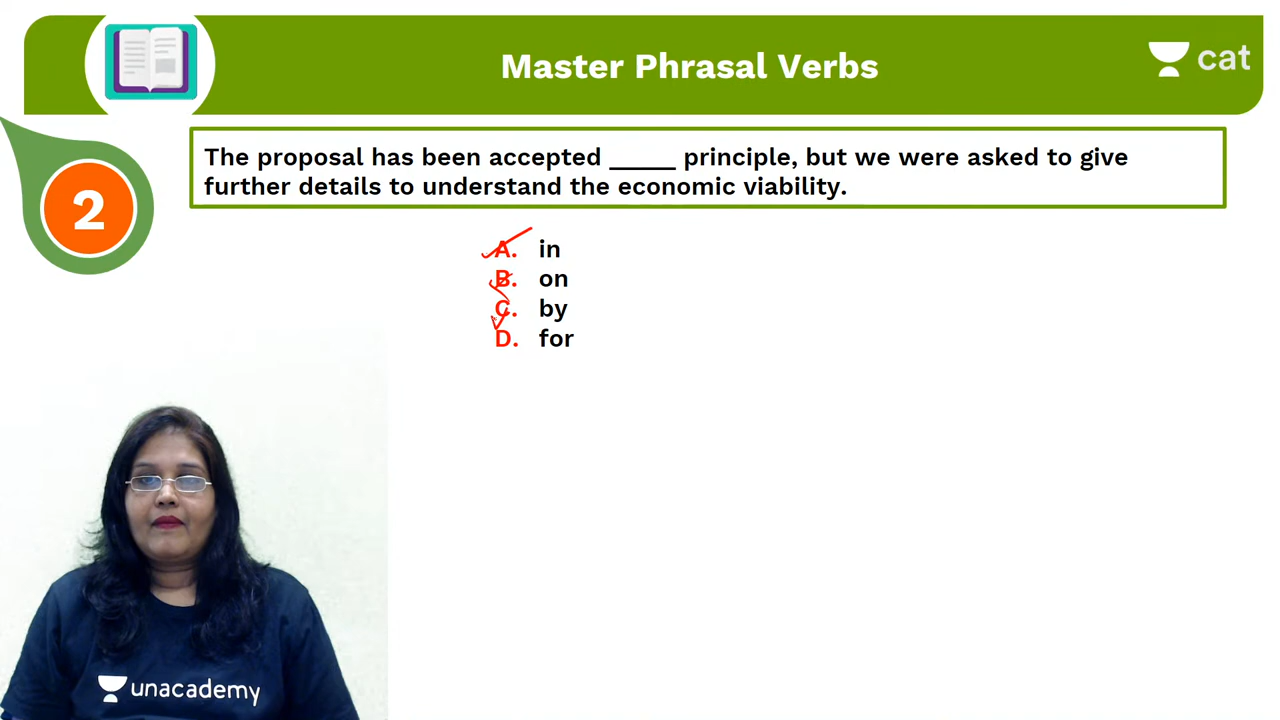 Master Phrasal Verbs
cat
2
The proposal has been accepted _____ principle, but we were asked to give
further details to understand the economic viability.
A. in
B. on
C. by
D. for
unacademy